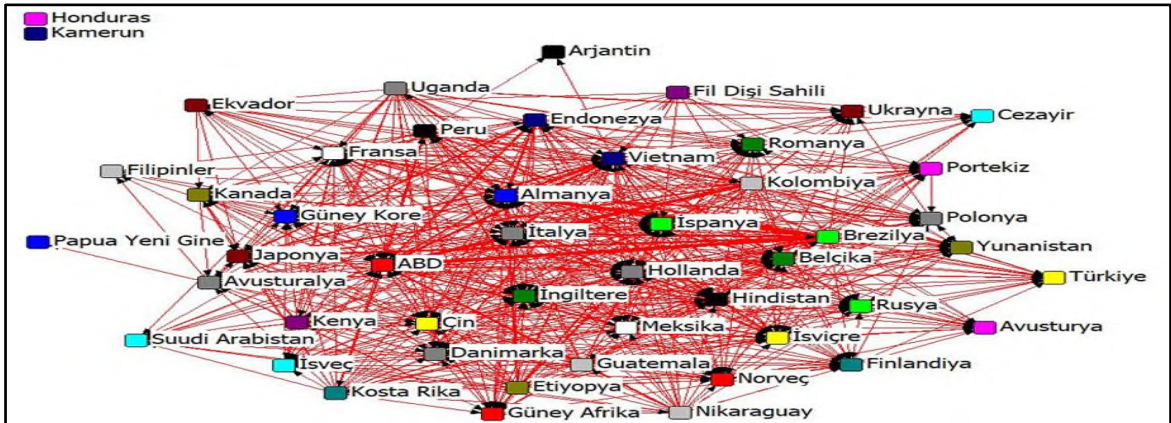 Honduras
Kamerun
Arjantin
Uganda
Fil Dişi Sahili
Ekvador
Ukrayna
Cezayir
Peru
Endonezya
Romanya
Fransa
Vietnam
Filipinler
Portekiz
Kolombiya
Kanada
Almanya
Güney Kore
İspanya
Polonya
İtalya
Brezilya
Papua Yeni Gine
Yunanistan
Japonya
ABD
Belçika
Hollanda
Türkiye
Avusturalya
İngiltere
Hindistan
Rusya
Kenya
Çin
Meksika
Avusturya
Suudi Arabistan
İsviçre
Danimarka
İsveç
Guatemala
Finlandiya
Norveç
Kosta Rika
Etiyopya
Güney Afrika
Nikaraguay